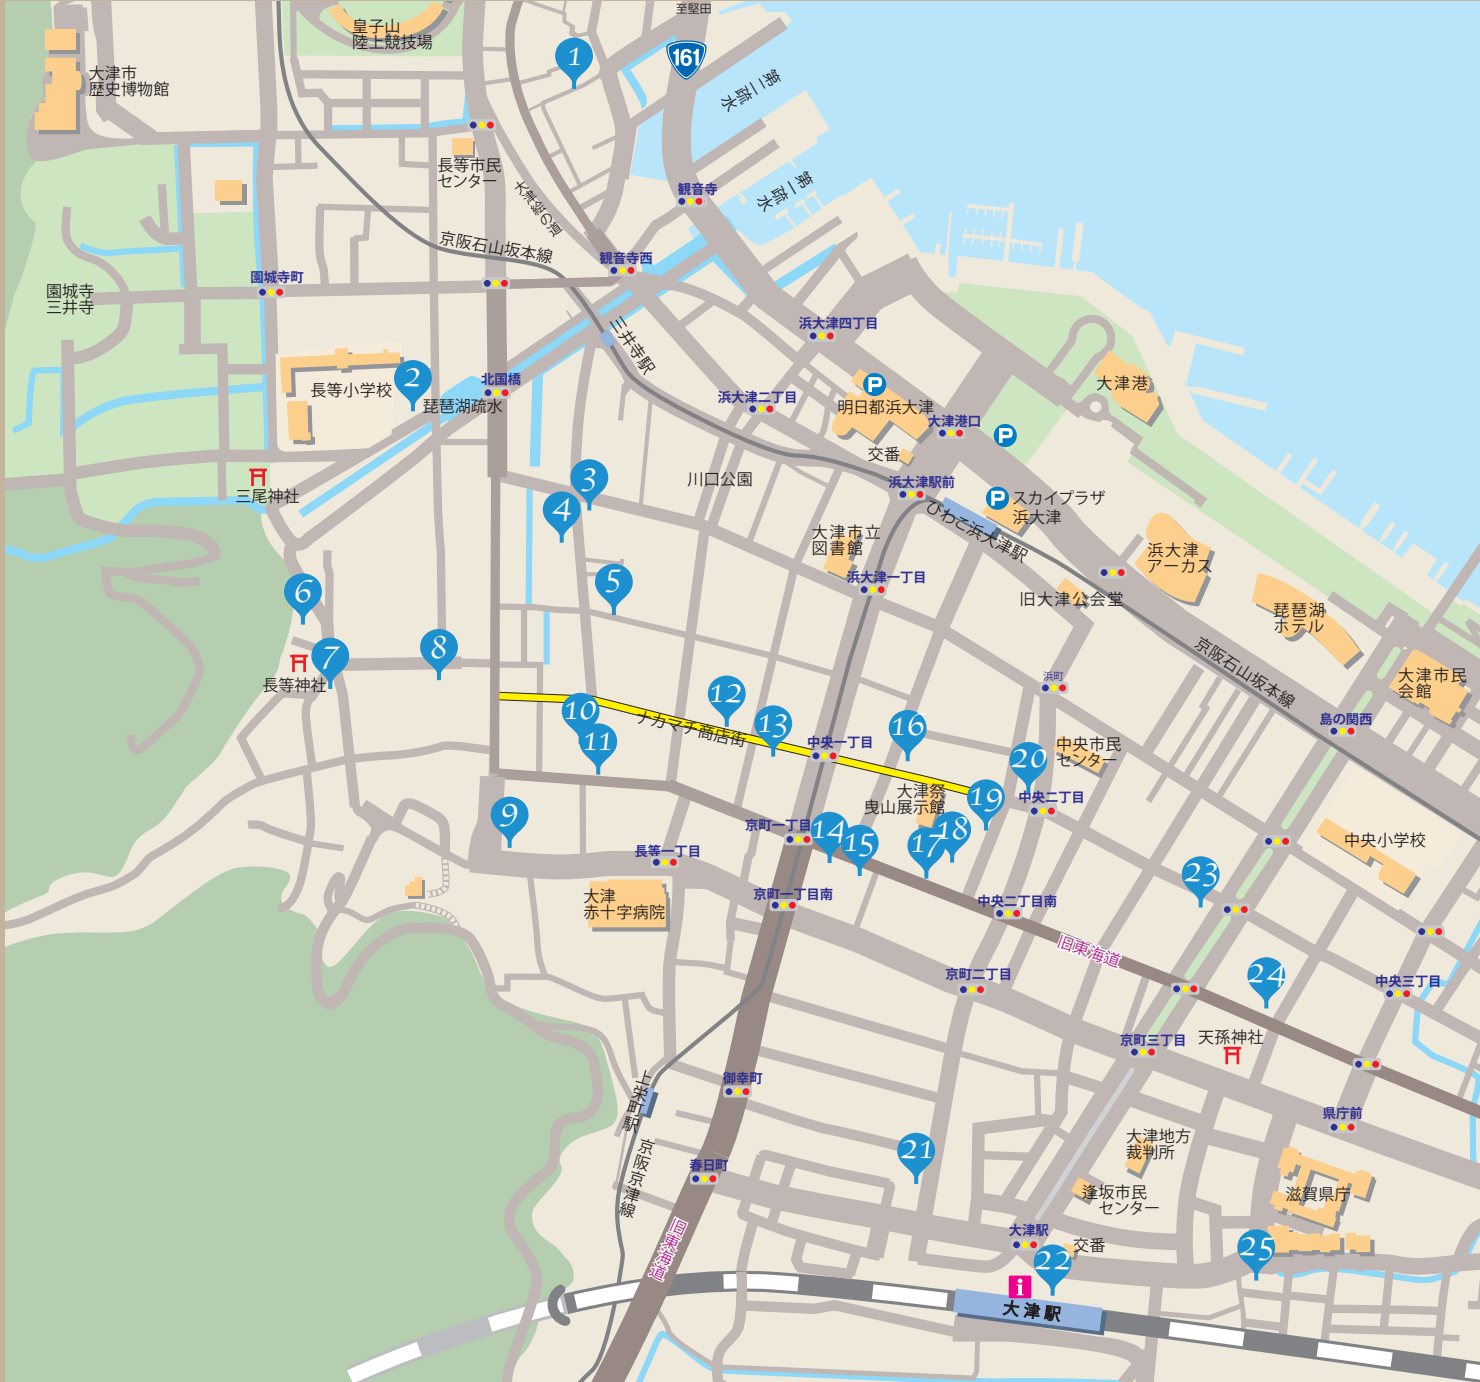 至堅田
皇子山
陸上競技場
161
1
大津市
歴史博物館
第二疏水
第一疏水
長等市民
センター
大津絵の道
観音寺
京阪石山坂本線
観音寺西
園城寺町
園城寺
三井寺
三井寺駅
浜大津四丁目
長等小学校
2
北国橋
琵琶湖疏水
浜大津二丁目
P
明日都浜大津
大津港
大津港口
P
交番
川口公園
浜大津駅前
P
スカイプラザ
浜大津
びわこ浜大津駅
三尾神社
3
4
大津市立
図書館
浜大津
アーカス
浜大津一丁目
5
6
旧大津公会堂
琵琶湖
ホテル
京阪石山坂本線
7
8
長等神社
浜町
大津市民
会館
島の関西
10
11
12
13
ナカマチ商店街
中央一丁目
16
中央市民
センター
20
大津祭
曳山展示館
19
中央二丁目
9
京町一丁目
14
15
17
18
中央小学校
長等一丁目
23
大津
赤十字病院
京町一丁目南
中央二丁目南
旧東海道
京町二丁目
24
中央三丁目
京町三丁目
天孫神社
上栄町駅
御幸町
県庁前
京阪京津線
大津地方
裁判所
21
春日町
逢坂市民
センター
滋賀県庁
旧東海道
大津駅
交番
22
25
i
大津駅